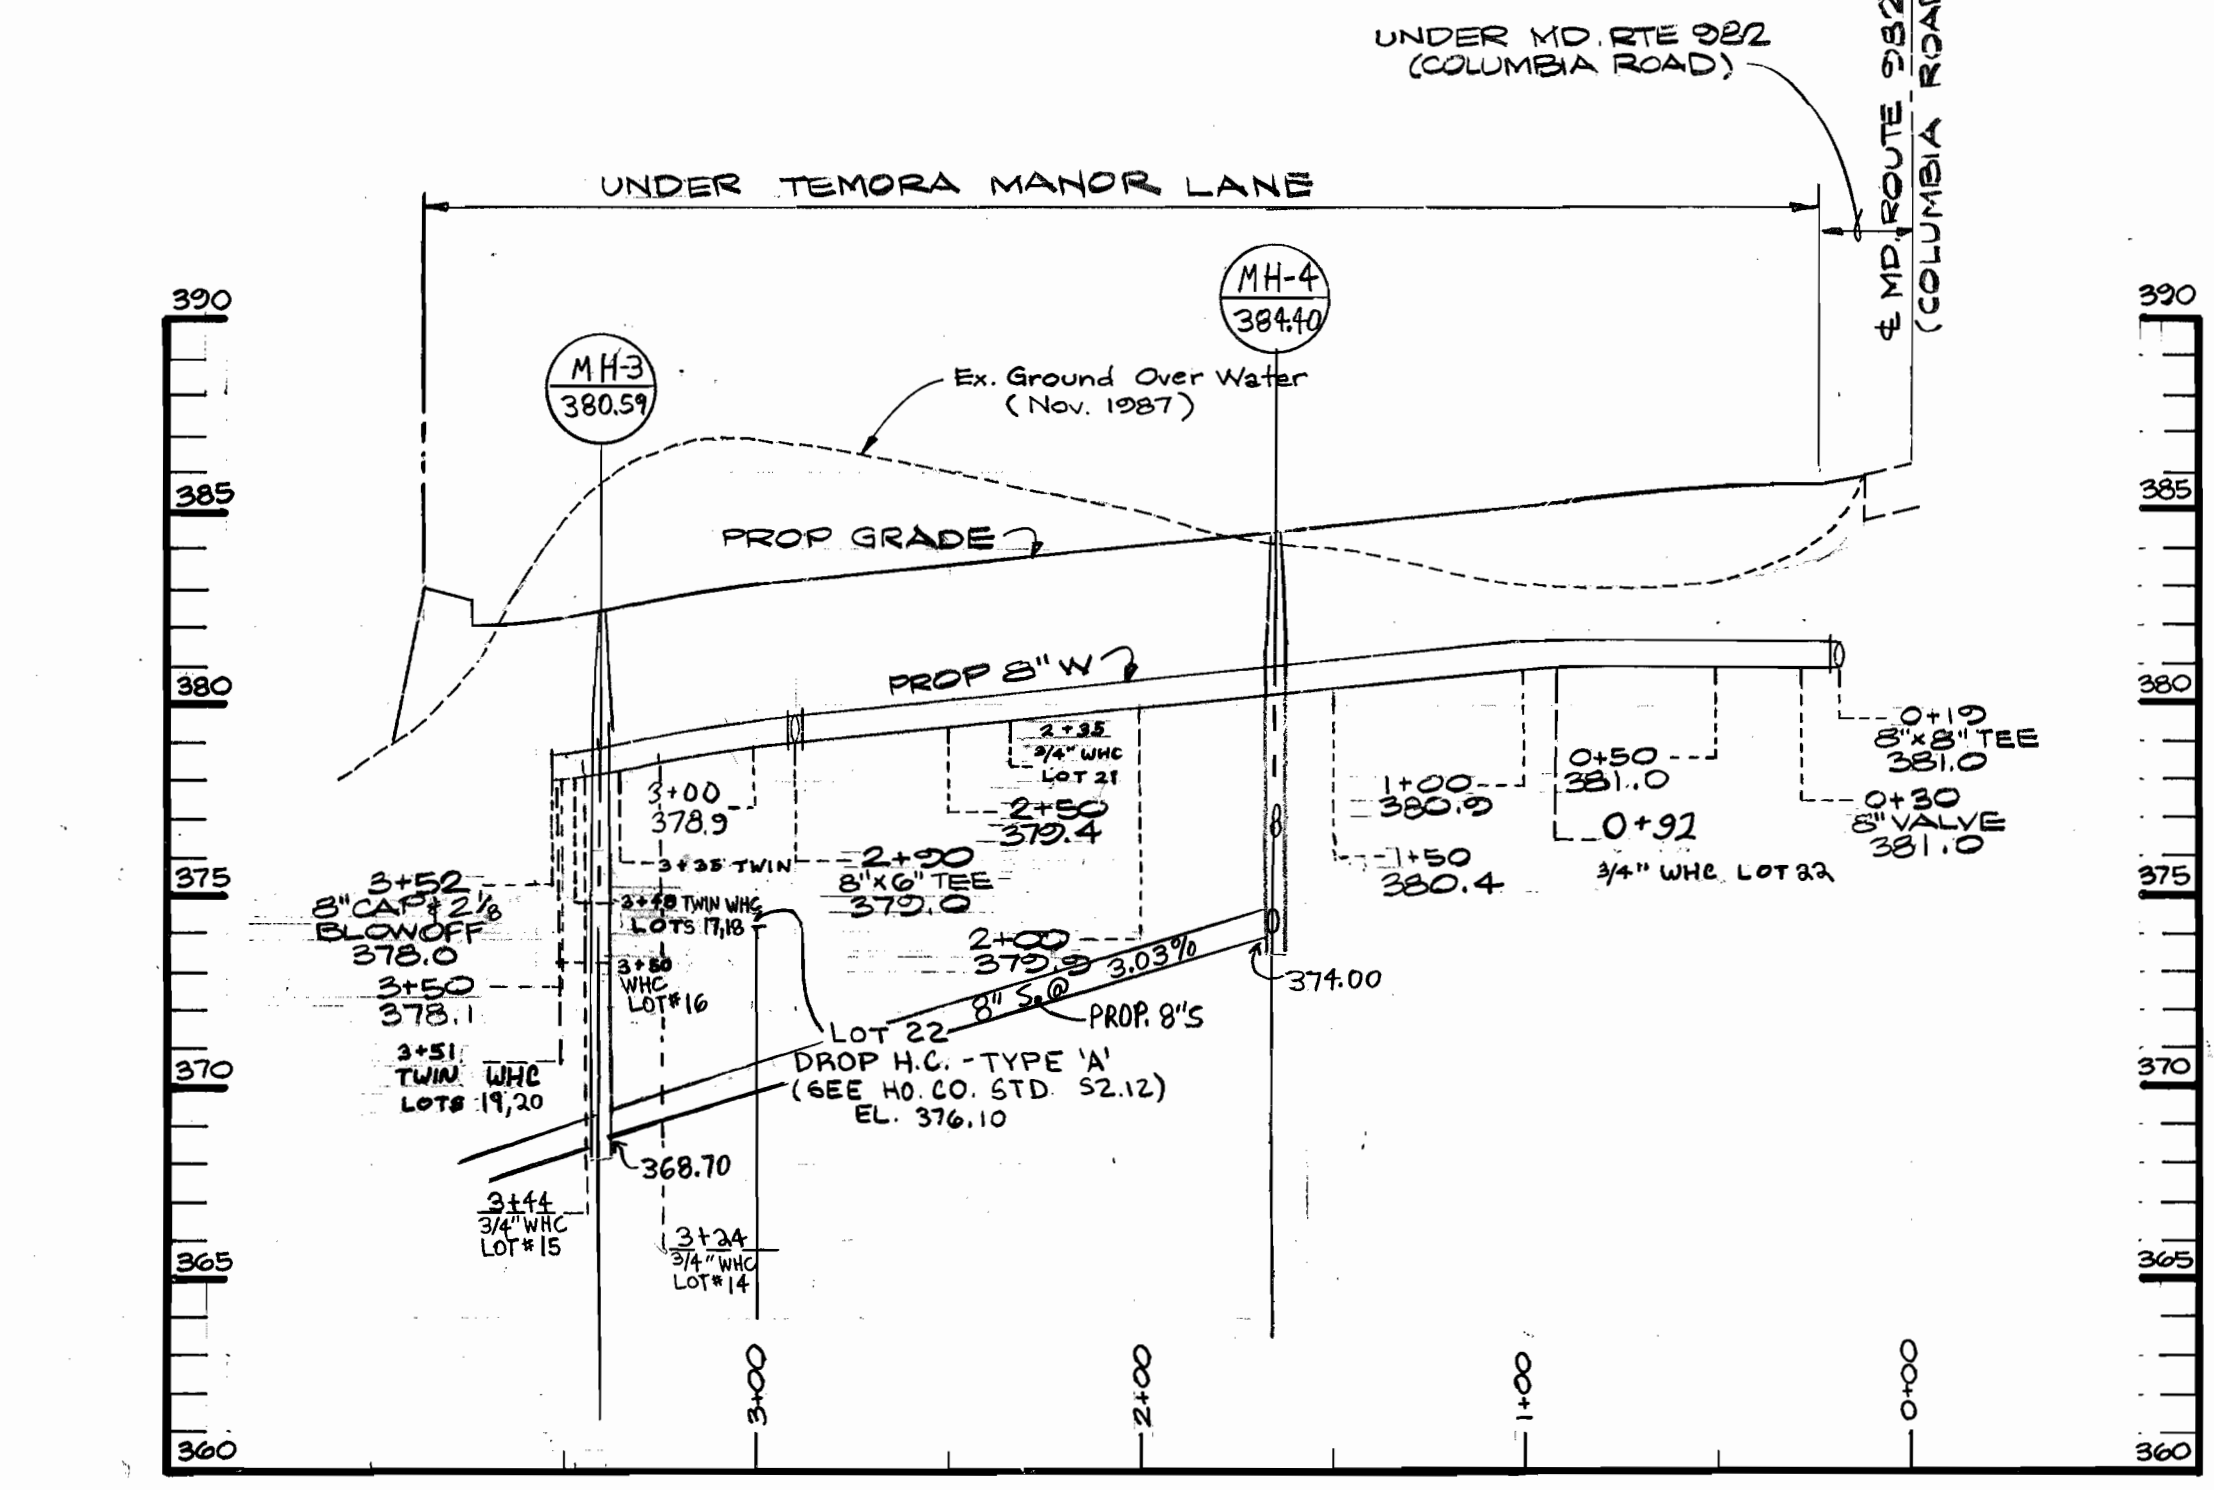 UNDER MD. RTE 982
(COLUMBIA ROAD)
℄ MD. ROUTE 982
(COLUMBIA ROAD
UNDER TEMORA MANOR LANE
MH-4
384.40
MH-3
380.59
Ex. Ground Over Water
(Nov. 1987)
PROP GRADE
PROP 8" W
390
385
380
375
370
365
360
390
385
380
375
370
365
360
0+19
8"x8" TEE
381.0
0+30
8" VALVE
381.0
0+50
381.0
0+92
3/4" WHC LOT 22
1+00
380.9
1+50
380.4
2+00
379.9
2+35
3/4" WHC
LOT 21
2+50
379.4
2+90
8"x6" TEE
379.0
3+00
378.9
3+35 TWIN
3+48 TWIN WHC
LOTS 17,18
3+50
WHC
LOT#16
3+52
8" CAP & 2 1/8
BLOWOFF
378.0
3+50
378.1
3+51
TWIN WHC
LOTS 19,20
3+44
3/4" WHC
LOT#15
3+24
3/4" WHC
LOT#14
8" S. @ 3.03%
PROP. 8"S
374.00
368.70
LOT 22
DROP H.C. - TYPE 'A'
(SEE HO. CO. STD. S2.12)
EL. 376.10
3+00
2+00
1+00
0+00